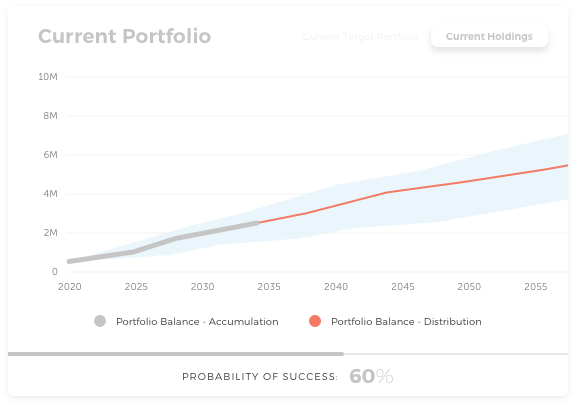 Current Portfolio
Current Target Portfolio Current Holdings
10M
8M
6M
4M
2M
0
2020 2025 2030 2035 2040 2045 2050 2055
Portfolio Balance - Accumulation Portfolio Balance - Distribution
PROBABILITY OF SUCCESS: 60%